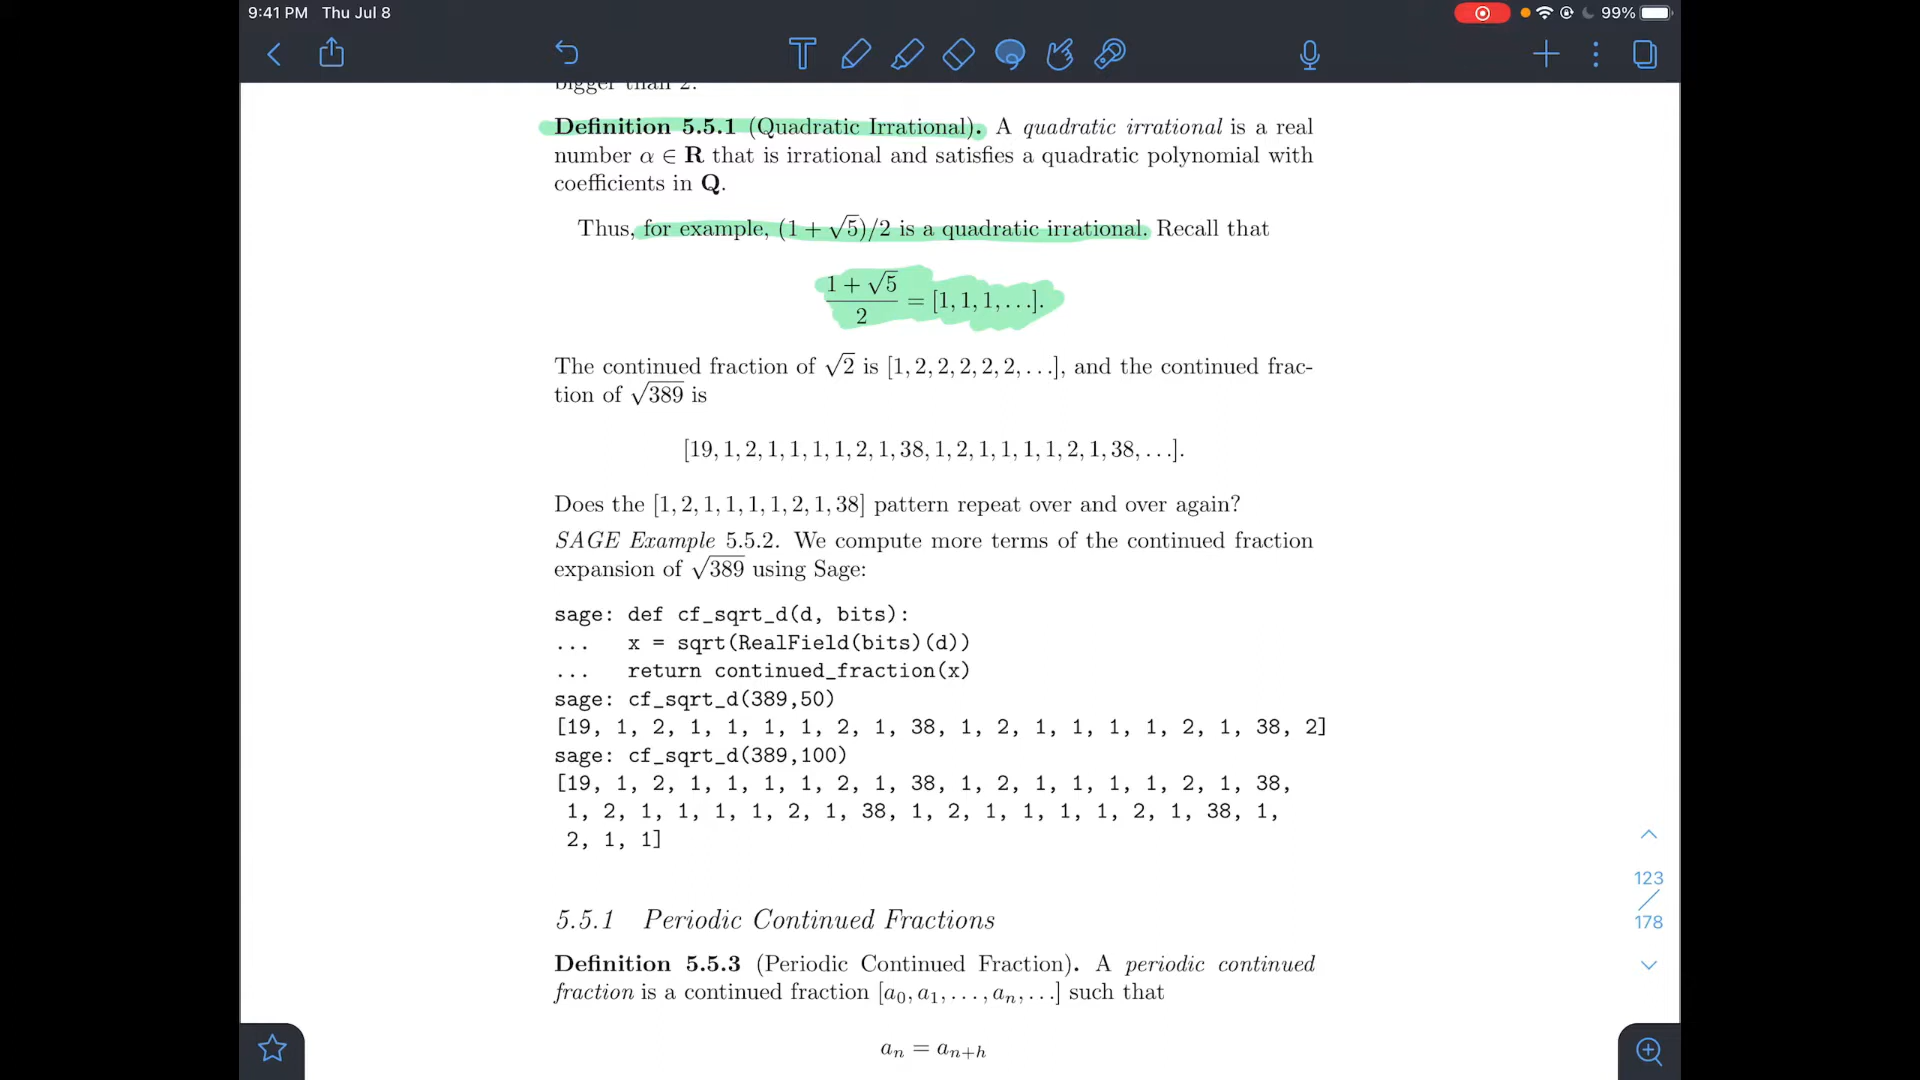 9:41 PM Thu Jul 8
99%
bigger than 2.
Definition 5.5.1 (Quadratic Irrational). A quadratic irrational is a real
number α ∈ R that is irrational and satisfies a quadratic polynomial with
coefficients in Q.
Thus, for example, (1 + √5)/2 is a quadratic irrational. Recall that
(1 + √5)/2 = [1, 1, 1, . . .].
The continued fraction of √2 is [1, 2, 2, 2, 2, 2, . . .], and the continued frac-
tion of √389 is
[19, 1, 2, 1, 1, 1, 1, 2, 1, 38, 1, 2, 1, 1, 1, 1, 2, 1, 38, . . .].
Does the [1, 2, 1, 1, 1, 1, 2, 1, 38] pattern repeat over and over again?
SAGE Example 5.5.2. We compute more terms of the continued fraction
expansion of √389 using Sage:
sage: def cf_sqrt_d(d, bits):
... x = sqrt(RealField(bits)(d))
... return continued_fraction(x)
sage: cf_sqrt_d(389,50)
[19, 1, 2, 1, 1, 1, 1, 2, 1, 38, 1, 2, 1, 1, 1, 1, 2, 1, 38, 2]
sage: cf_sqrt_d(389,100)
[19, 1, 2, 1, 1, 1, 1, 2, 1, 38, 1, 2, 1, 1, 1, 1, 2, 1, 38,
1, 2, 1, 1, 1, 1, 2, 1, 38, 1, 2, 1, 1, 1, 1, 2, 1, 38, 1,
2, 1, 1]
123
/
178
5.5.1 Periodic Continued Fractions
Definition 5.5.3 (Periodic Continued Fraction). A periodic continued
fraction is a continued fraction [a₀, a₁, . . . , aₙ, . . .] such that
aₙ = aₙ₊ₕ